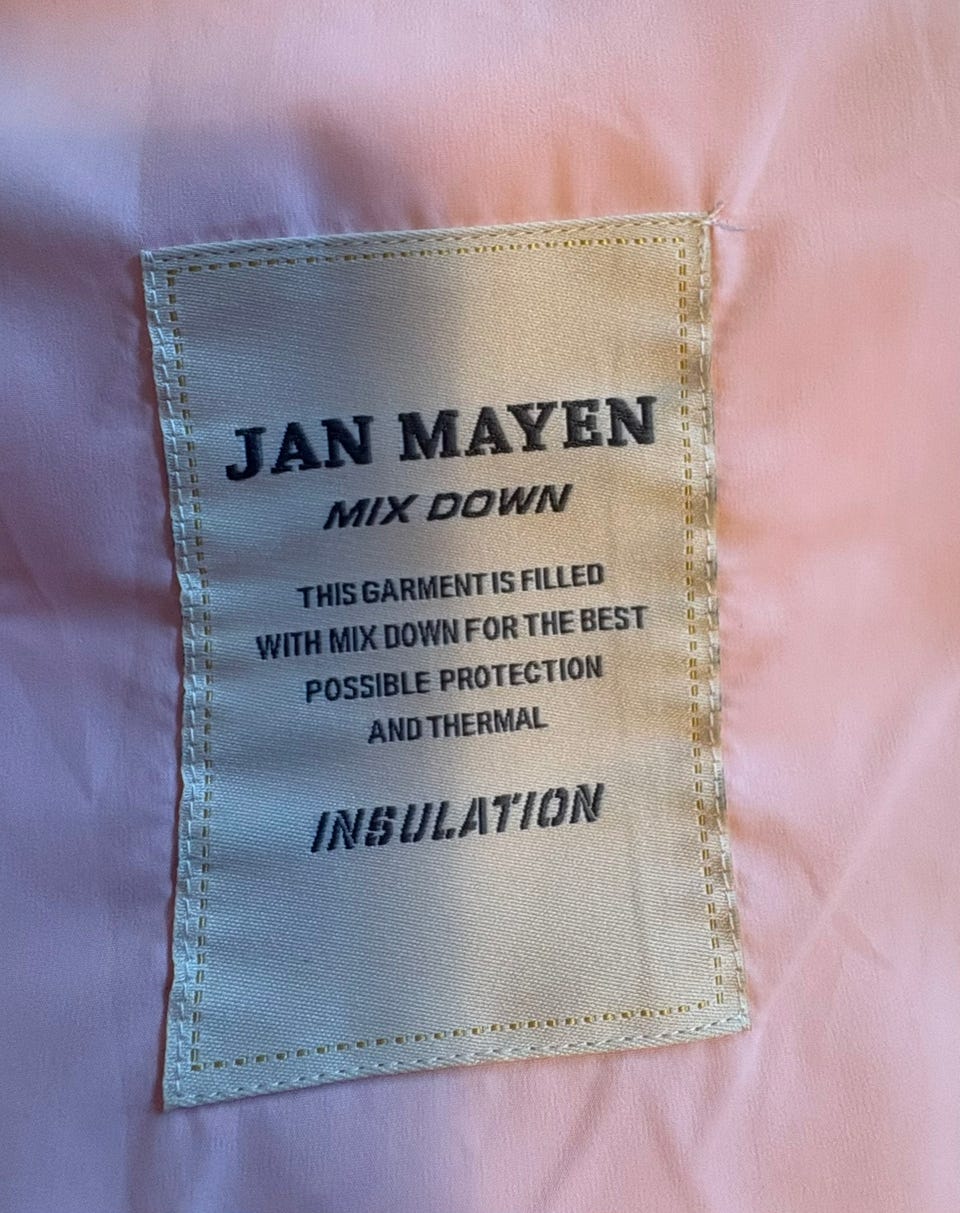 JAN MAYEN
MIX DOWN
THIS GARMENT IS FILLED
WITH MIX DOWN FOR THE BEST
POSSIBLE PROTECTION
AND THERMAL
INSULATION